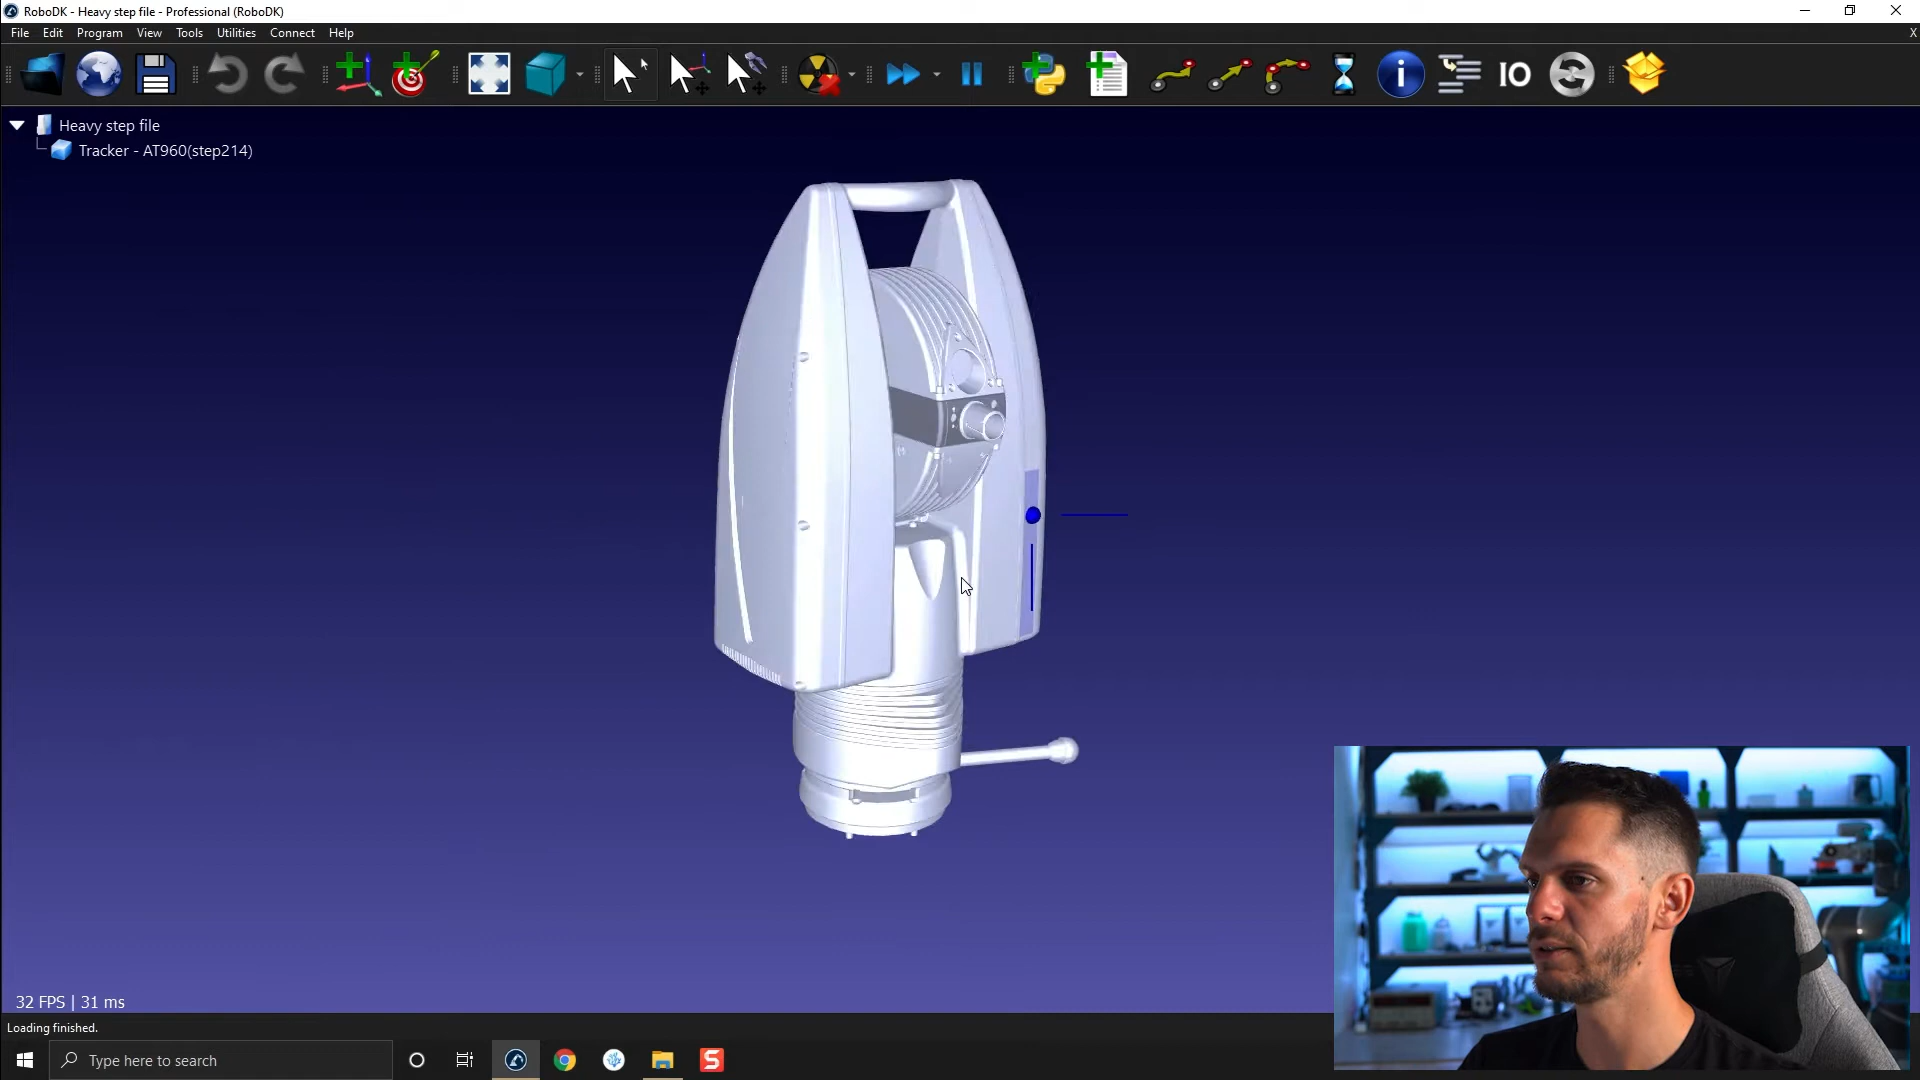 RoboDK - Heavy step file - Professional (RoboDK)
File Edit Program View Tools Utilities Connect Help X
i IO
Heavy step file
Tracker - AT960(step214)
32 FPS | 31 ms
Loading finished.
Type here to search
S